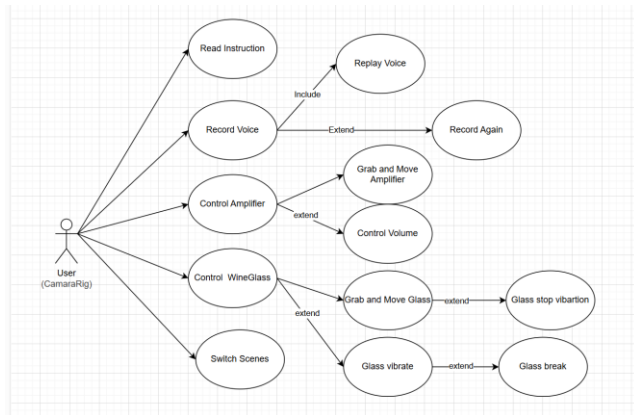 Read Instruction
Replay Voice
Include
Record Voice
Extend
Record Again
Grab and Move
Amplifier
Control Amplifier
extend
Control Volume
User
(CamaraRig)
Control WineGlass
Grab and Move Glass
extend
Glass stop vibartion
extend
Switch Scenes
Glass vibrate
extend
Glass break